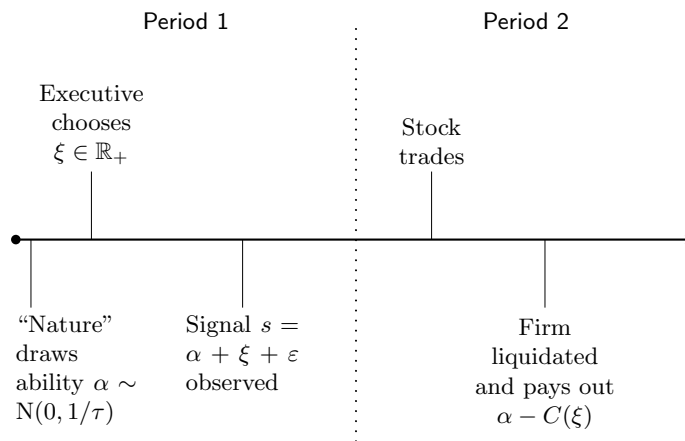 Period 1
Period 2
Executive
chooses
ξ ∈ ℝ₊
Stock
trades
“Nature”
draws
ability α ∼
N(0, 1/τ)
Signal s =
α + ξ + ε
observed
Firm
liquidated
and pays out
α − C(ξ)